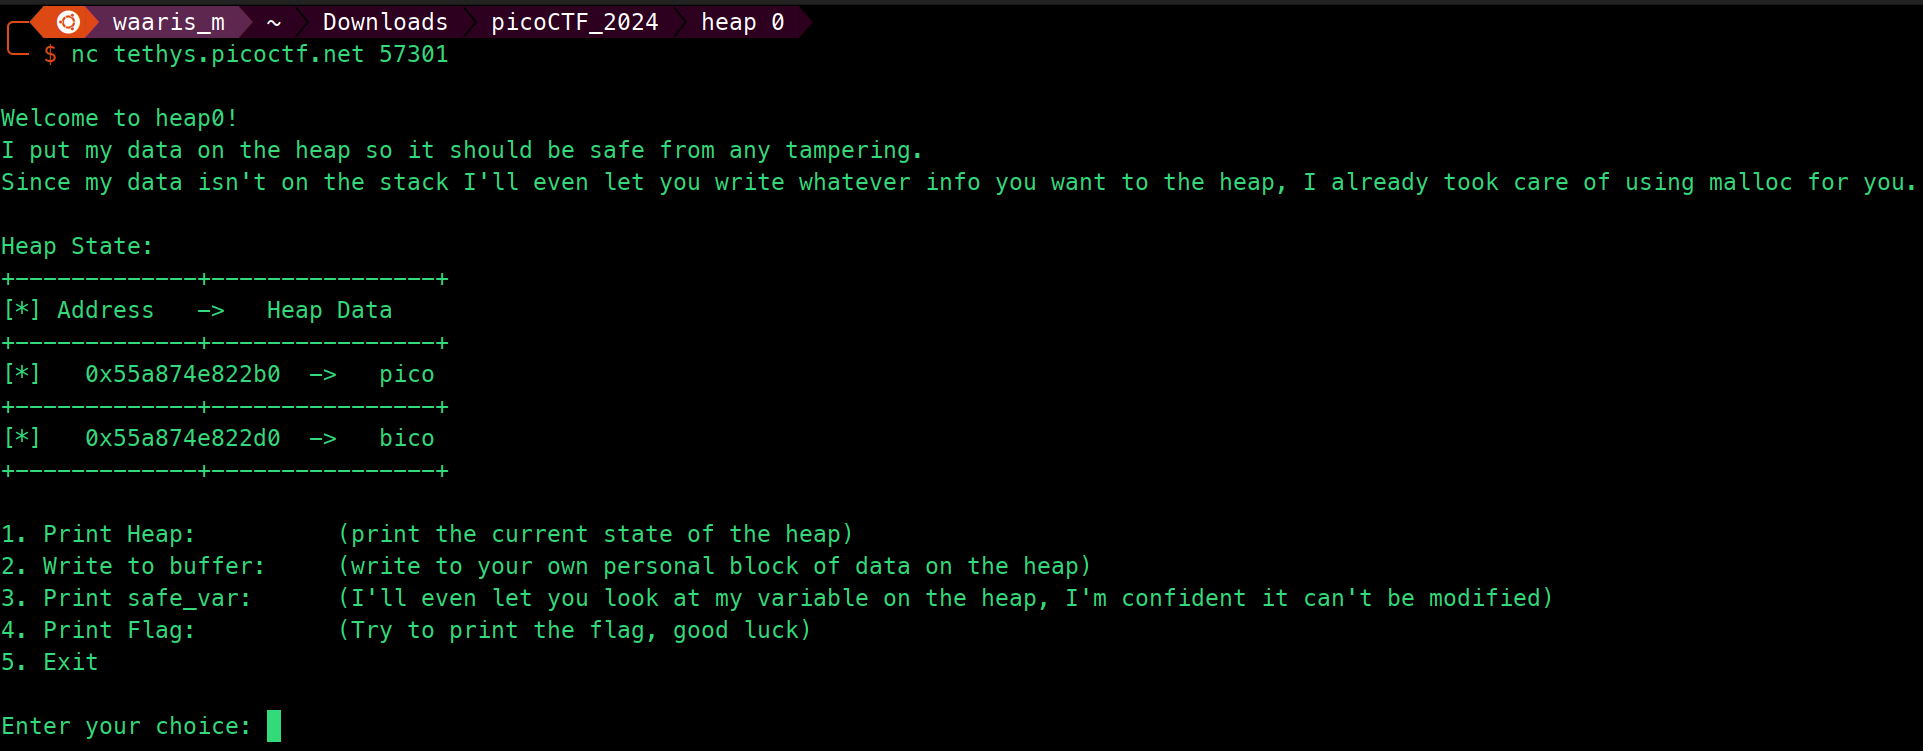 waaris_m ~ Downloads picoCTF_2024 heap 0
$ nc tethys.picoctf.net 57301
Welcome to heap0!
I put my data on the heap so it should be safe from any tampering.
Since my data isn't on the stack I'll even let you write whatever info you want to the heap, I already took care of using malloc for you.
Heap State:
+-------------+----------------+
[*] Address   ->   Heap Data
+-------------+----------------+
[*]   0x55a874e822b0  ->   pico
+-------------+----------------+
[*]   0x55a874e822d0  ->   bico
+-------------+----------------+
1. Print Heap:          (print the current state of the heap)
2. Write to buffer:     (write to your own personal block of data on the heap)
3. Print safe_var:      (I'll even let you look at my variable on the heap, I'm confident it can't be modified)
4. Print Flag:          (Try to print the flag, good luck)
5. Exit
Enter your choice: